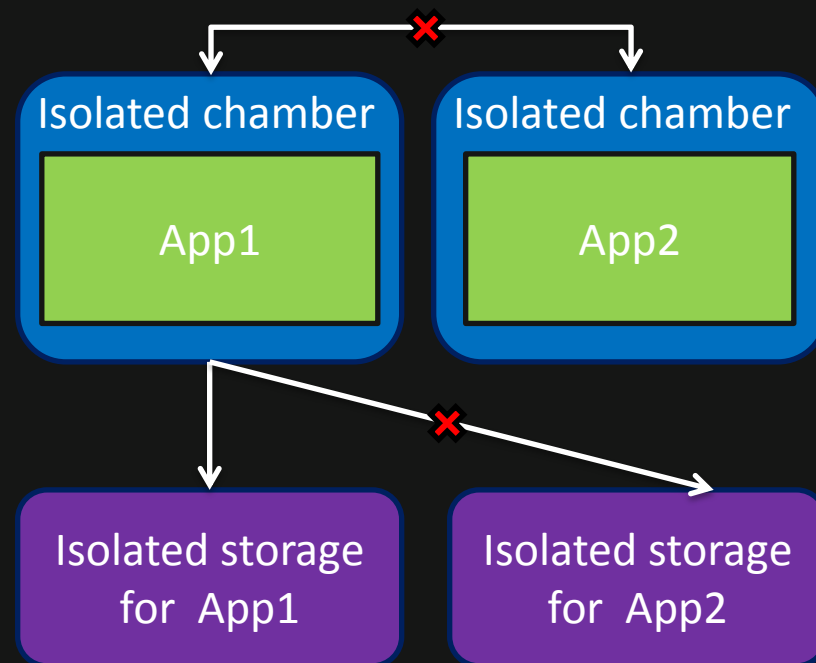 Isolated chamber
Isolated chamber
App1
App2
Isolated storage
for App1
Isolated storage
for App2